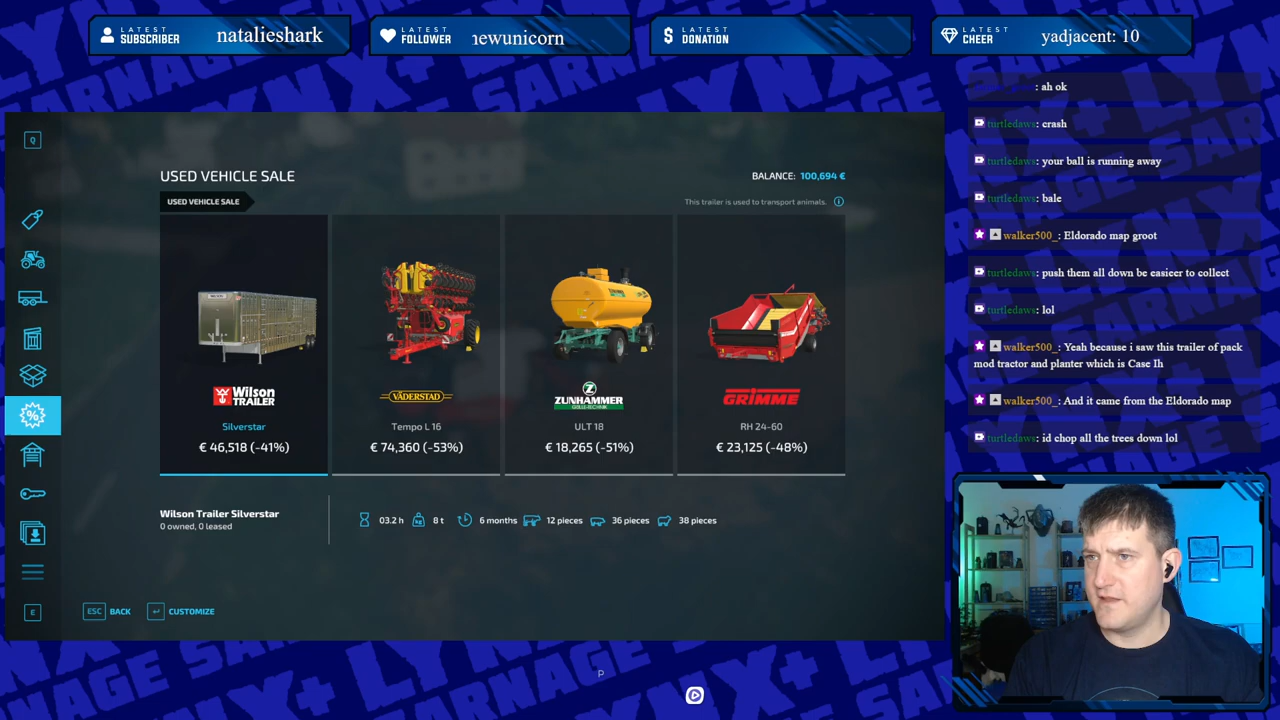 LATEST
SUBSCRIBER
natalieshark
LATEST
FOLLOWER
newunicorn
LATEST
DONATION
LATEST
CHEER
yadjacent: 10
: ah ok
turtledaws: crash
turtledaws: your ball is running away
turtledaws: bale
walker500_: Eldorado map groot
turtledaws: push them all down be easieer to collect
turtledaws: lol
walker500_: Yeah because i saw this trailer of pack
mod tractor and planter which is Case Ih
walker500_: And it came from the Eldorado map
turtledaws: id chop all the trees down lol
Q
USED VEHICLE SALE
BALANCE: 100,694 €
USED VEHICLE SALE
This trailer is used to transport animals.
Wilson
TRAILER
Silverstar
€ 46,518 (-41%)
VÄDERSTAD
Tempo L 16
€ 74,360 (-53%)
ZUNHAMMER
GÜLLE-TECHNIK
ULT 18
€ 18,265 (-51%)
GRIMME
RH 24-60
€ 23,125 (-48%)
Wilson Trailer Silverstar
0 owned, 0 leased
03.2 h
8 t
6 months
12 pieces
36 pieces
38 pieces
E
ESC BACK
CUSTOMIZE
P